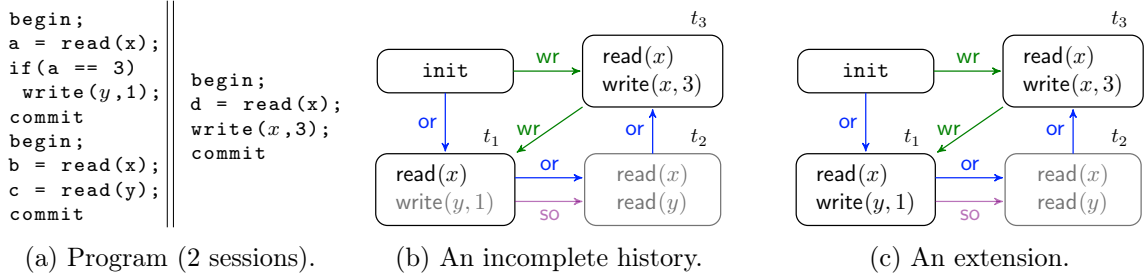 begin;
a = read(x);
if(a == 3)
write(y,1);
commit
begin;
b = read(x);
c = read(y);
commit
begin;
d = read(x);
write(x,3);
commit
(a) Program (2 sessions).
t3
init
wr
read(x)
write(x, 3)
or
wr
or
t1
t2
read(x)
write(y, 1)
or
so
read(x)
read(y)
(b) An incomplete history.
t3
init
wr
read(x)
write(x, 3)
or
wr
or
t1
t2
read(x)
write(y, 1)
or
so
read(x)
read(y)
(c) An extension.